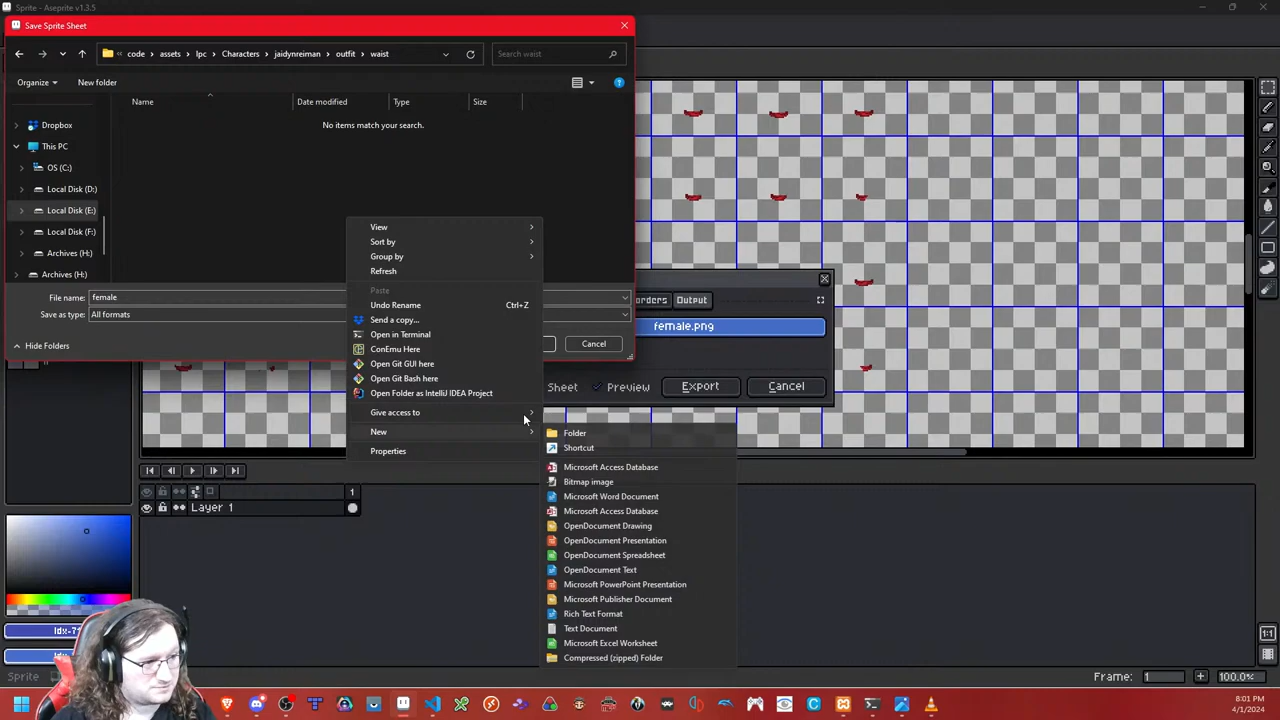 Sprite - Aseprite v1.3.5
Save Sprite Sheet
« code › assets › lpc › Characters › jaidynreiman › outfit › waist
Search waist
Organize
New folder
Name
Date modified
Type
Size
No items match your search.
Dropbox
This PC
OS (C:)
Local Disk (D:)
Local Disk (E:)
Local Disk (F:)
Archives (H:)
Archives (H:)
File name:
female
Save as type:
All formats
Hide Folders
Cancel
View
Sort by
Group by
Refresh
Paste
Undo Rename
Ctrl+Z
Send a copy...
Open in Terminal
ConEmu Here
Open Git GUI here
Open Git Bash here
Open Folder as IntelliJ IDEA Project
Give access to
New
Properties
Folder
Shortcut
Microsoft Access Database
Bitmap image
Microsoft Word Document
Microsoft Access Database
OpenDocument Drawing
OpenDocument Presentation
OpenDocument Spreadsheet
OpenDocument Text
Microsoft PowerPoint Presentation
Microsoft Publisher Document
Rich Text Format
Text Document
Microsoft Excel Worksheet
Compressed (zipped) Folder
Output
female.png
Sheet
Preview
Export
Cancel
1
Layer 1
Sprite
Frame:
1
100.0%
1:1
8:01 PM
4/1/2024